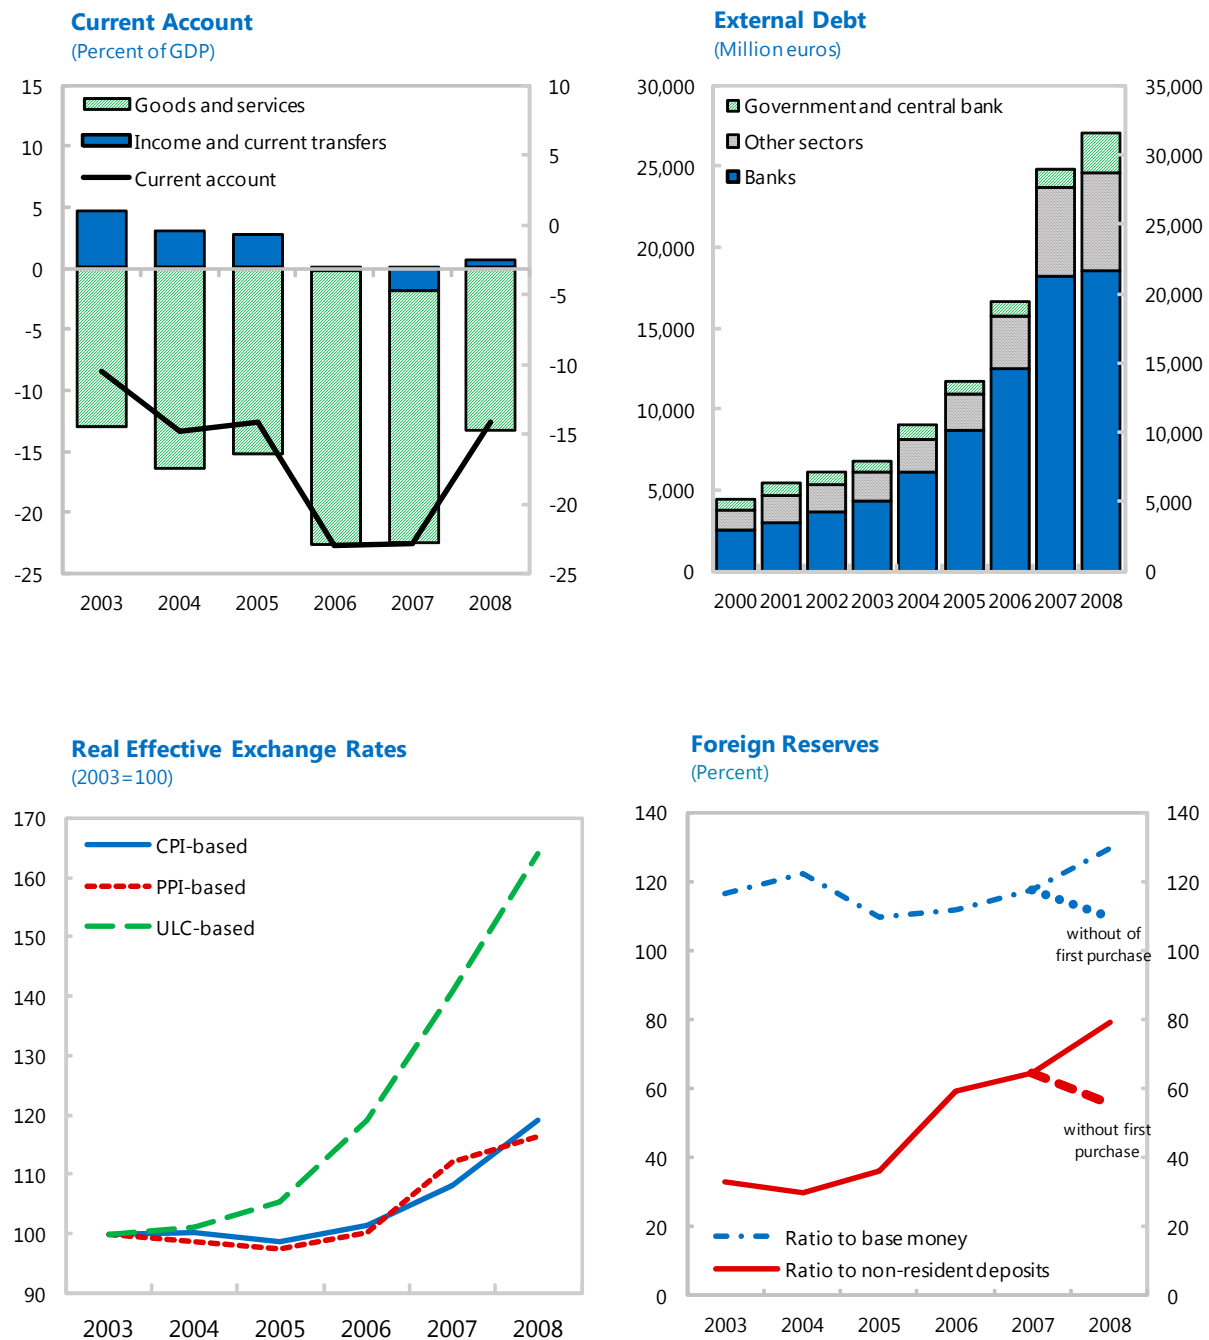 Current Account
(Percent of GDP)
15
10
5
0
-5
-10
-15
-20
-25
10
5
0
-5
-10
-15
-20
-25
Goods and services
Income and current transfers
Current account
2003 2004 2005 2006 2007 2008
External Debt
(Million euros)
30,000
25,000
20,000
15,000
10,000
5,000
0
35,000
30,000
25,000
20,000
15,000
10,000
5,000
0
Government and central bank
Other sectors
Banks
2000 2001 2002 2003 2004 2005 2006 2007 2008
Real Effective Exchange Rates
(2003=100)
170
160
150
140
130
120
110
100
90
CPI-based
PPI-based
ULC-based
2003 2004 2005 2006 2007 2008
Foreign Reserves
(Percent)
140
120
100
80
60
40
20
0
140
120
100
80
60
40
20
0
without of
first purchase
without first
purchase
Ratio to base money
Ratio to non-resident deposits
2003 2004 2005 2006 2007 2008